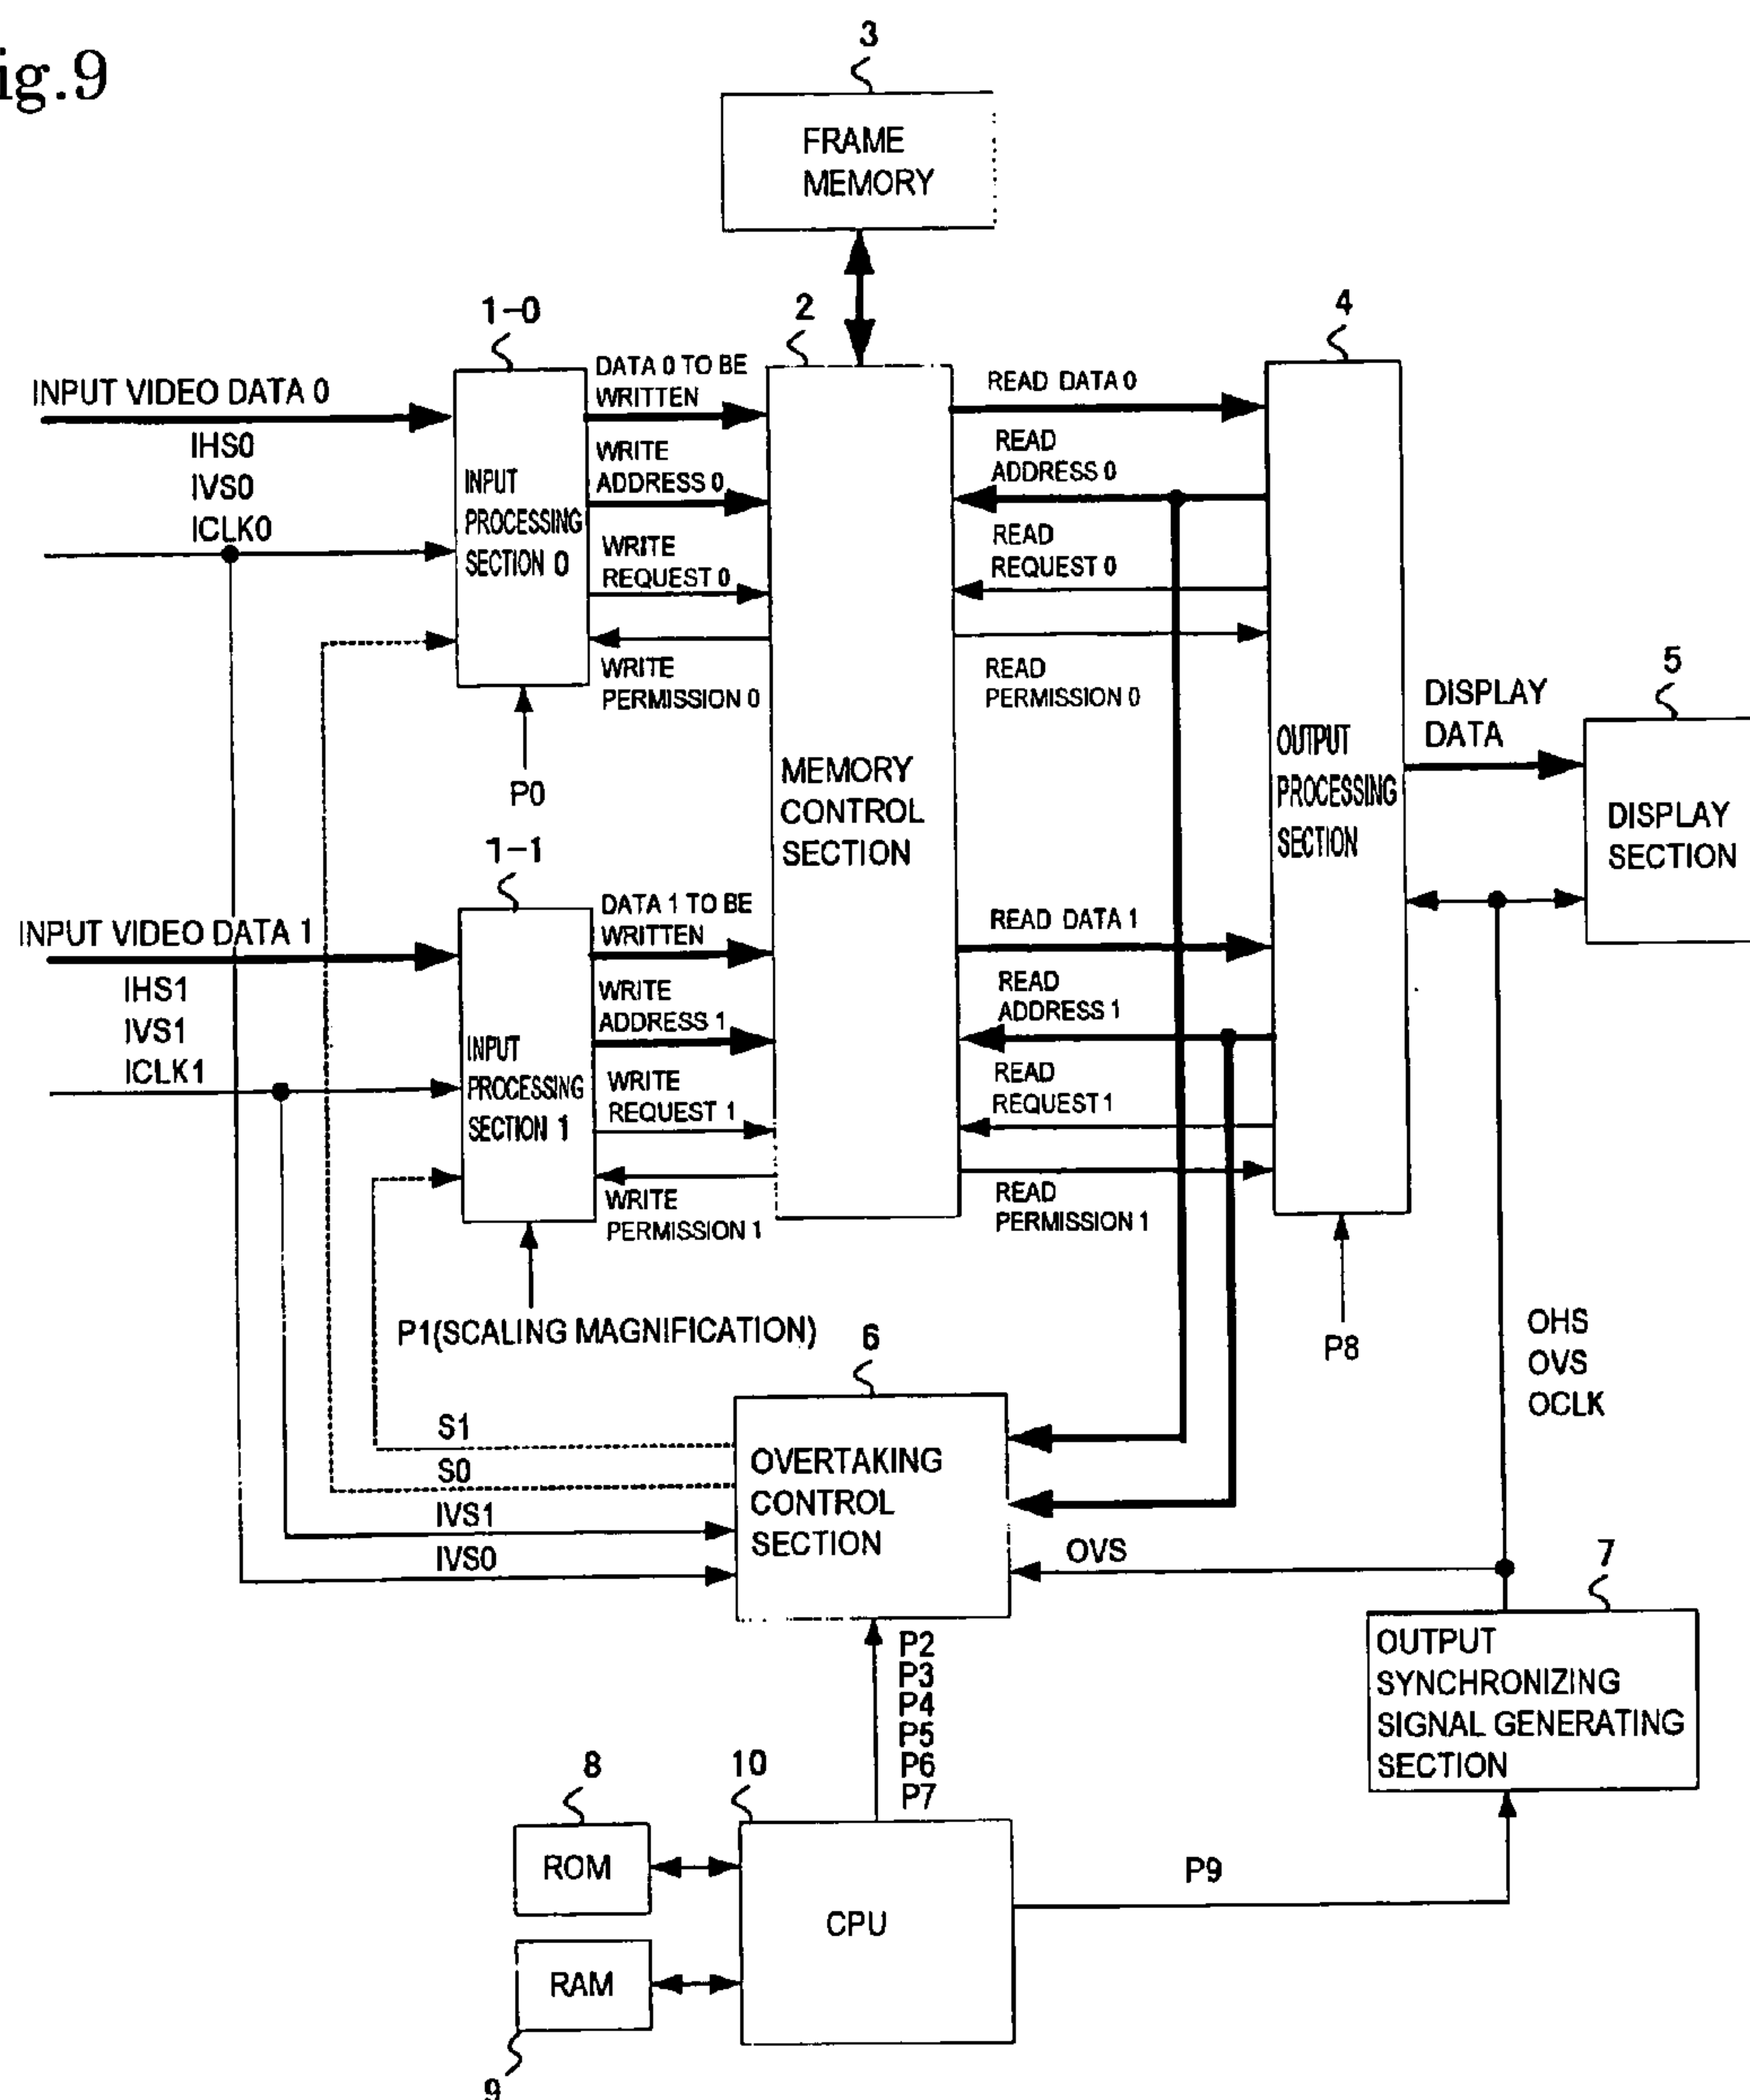 ig.9
3
FRAME
MEMORY
1-0
2
4
INPUT VIDEO DATA 0
IHS0
IVS0
ICLK0
INPUT
PROCESSING
SECTION 0
DATA 0 TO BE
WRITTEN
WRITE
ADDRESS 0
WRITE
REQUEST 0
WRITE
PERMISSION 0
P0
MEMORY
CONTROL
SECTION
READ DATA 0
READ
ADDRESS 0
READ
REQUEST 0
READ
PERMISSION 0
OUTPUT
PROCESSING
SECTION
DISPLAY
DATA
5
DISPLAY
SECTION
1-1
INPUT VIDEO DATA 1
IHS1
IVS1
ICLK1
INPUT
PROCESSING
SECTION 1
DATA 1 TO BE
WRITTEN
WRITE
ADDRESS 1
WRITE
REQUEST 1
WRITE
PERMISSION 1
READ DATA 1
READ
ADDRESS 1
READ
REQUEST 1
READ
PERMISSION 1
P1(SCALING MAGNIFICATION)
P8
OHS
OVS
OCLK
6
S1
S0
IVS1
IVS0
OVERTAKING
CONTROL
SECTION
OVS
7
OUTPUT
SYNCHRONIZING
SIGNAL GENERATING
SECTION
P2
P3
P4
P5
P6
P7
8
10
ROM
CPU
P9
RAM
9